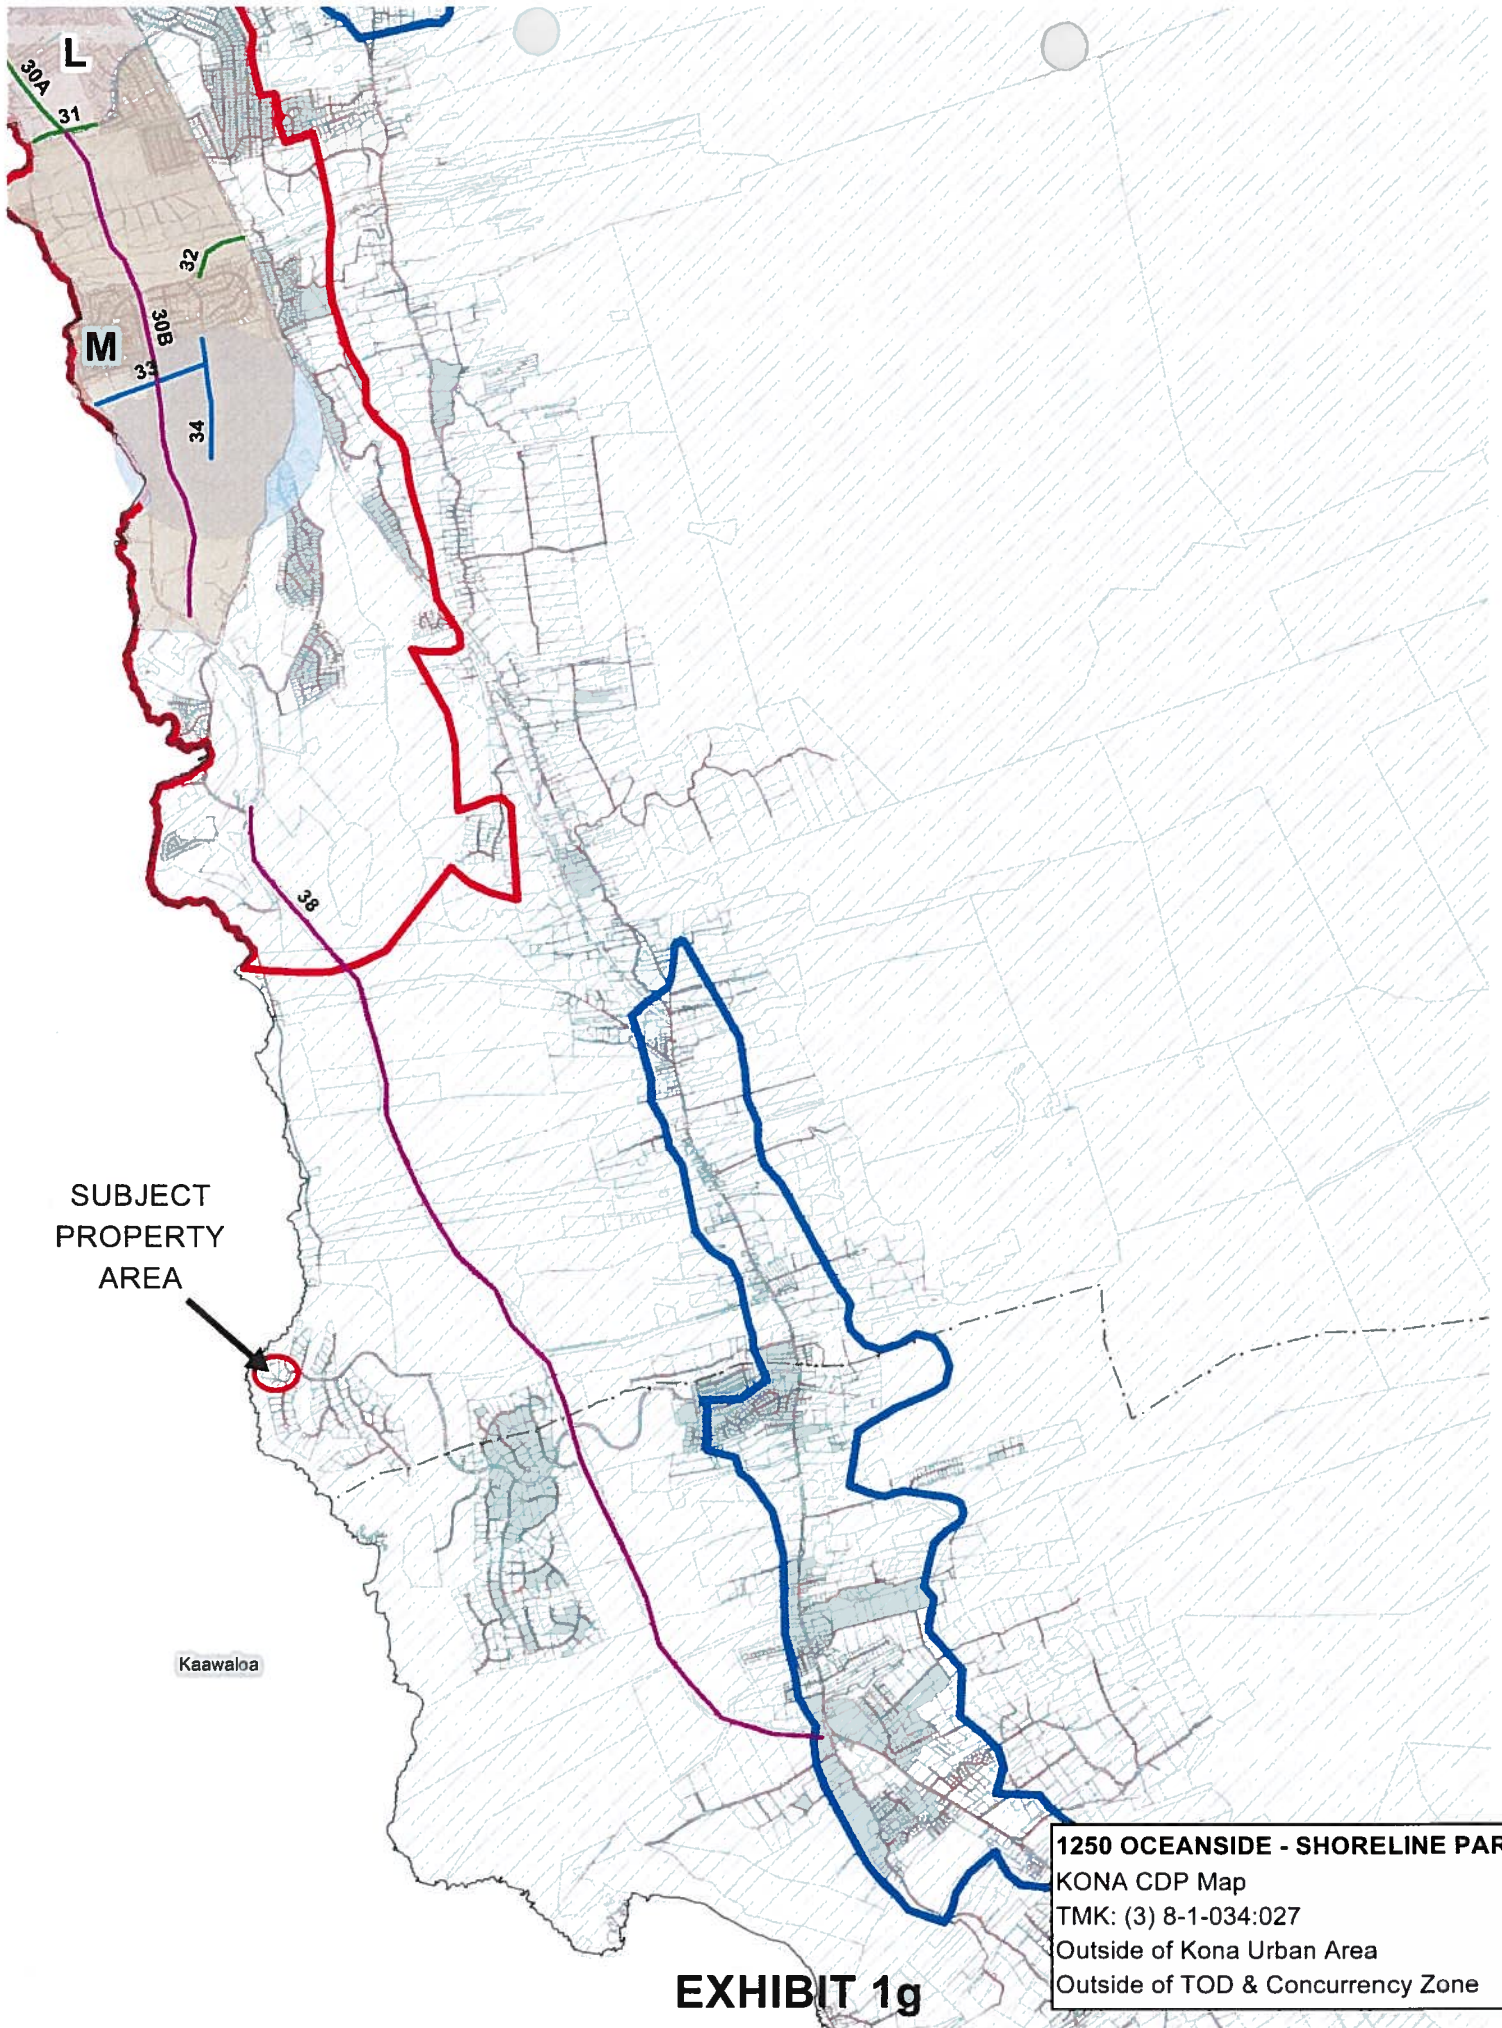 L
30A
31
32
30B
M
33
34
38
SUBJECT
PROPERTY
AREA
Kaawaloa
1250 OCEANSIDE - SHORELINE PAR
KONA CDP Map
TMK: (3) 8-1-034:027
Outside of Kona Urban Area
Outside of TOD & Concurrency Zone
EXHIBIT 1g